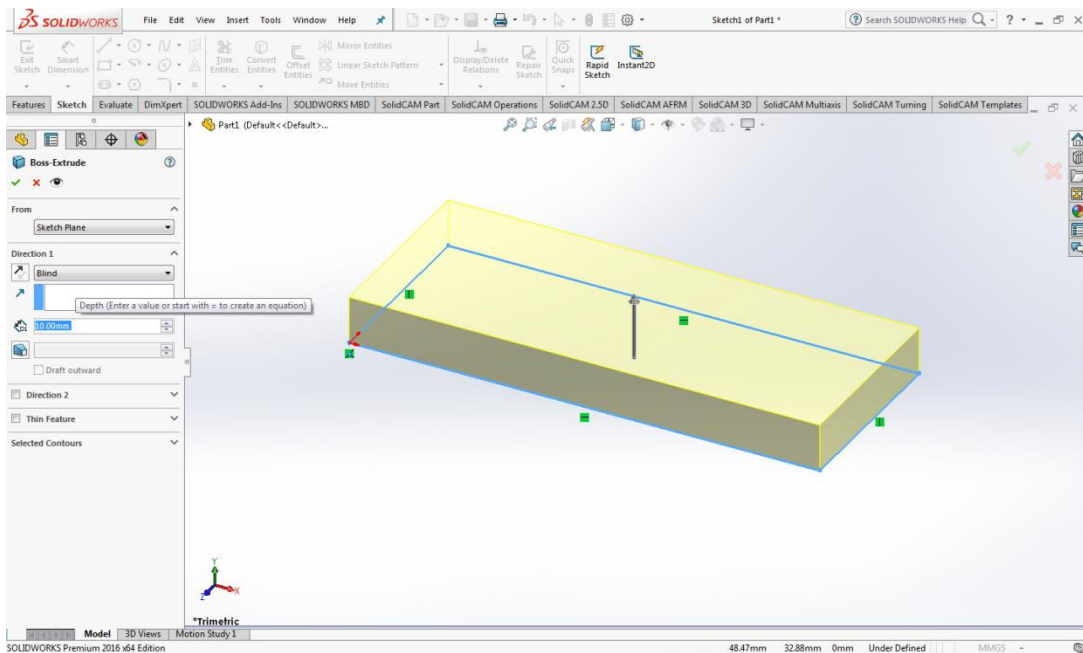 SOLIDWORKS File Edit View Insert Tools Window Help Sketch1 of Part1 * Search SOLIDWORKS Help
Exit Sketch Smart Dimension Trim Entities Convert Entities Offset Entities Mirror Entities Linear Sketch Pattern Move Entities Display/Delete Relations Repair Sketch Quick Snaps Rapid Sketch Instant2D
Features Sketch Evaluate DimXpert SOLIDWORKS Add-Ins SOLIDWORKS MBD SolidCAM Part SolidCAM Operations SolidCAM 2.5D SolidCAM AFRM SolidCAM 3D SolidCAM Multiaxis SolidCAM Turning SolidCAM Templates
Part1 (Default<<Default>...
Boss-Extrude
From
Sketch Plane
Direction 1
Blind
Depth (Enter a value or start with = to create an equation)
10.00mm
Draft outward
Direction 2
Thin Feature
Selected Contours
Y
X
Z
*Trimetric
Model 3D Views Motion Study 1
SOLIDWORKS Premium 2016 x64 Edition 48.47mm 32.88mm 0mm Under Defined MMGS -